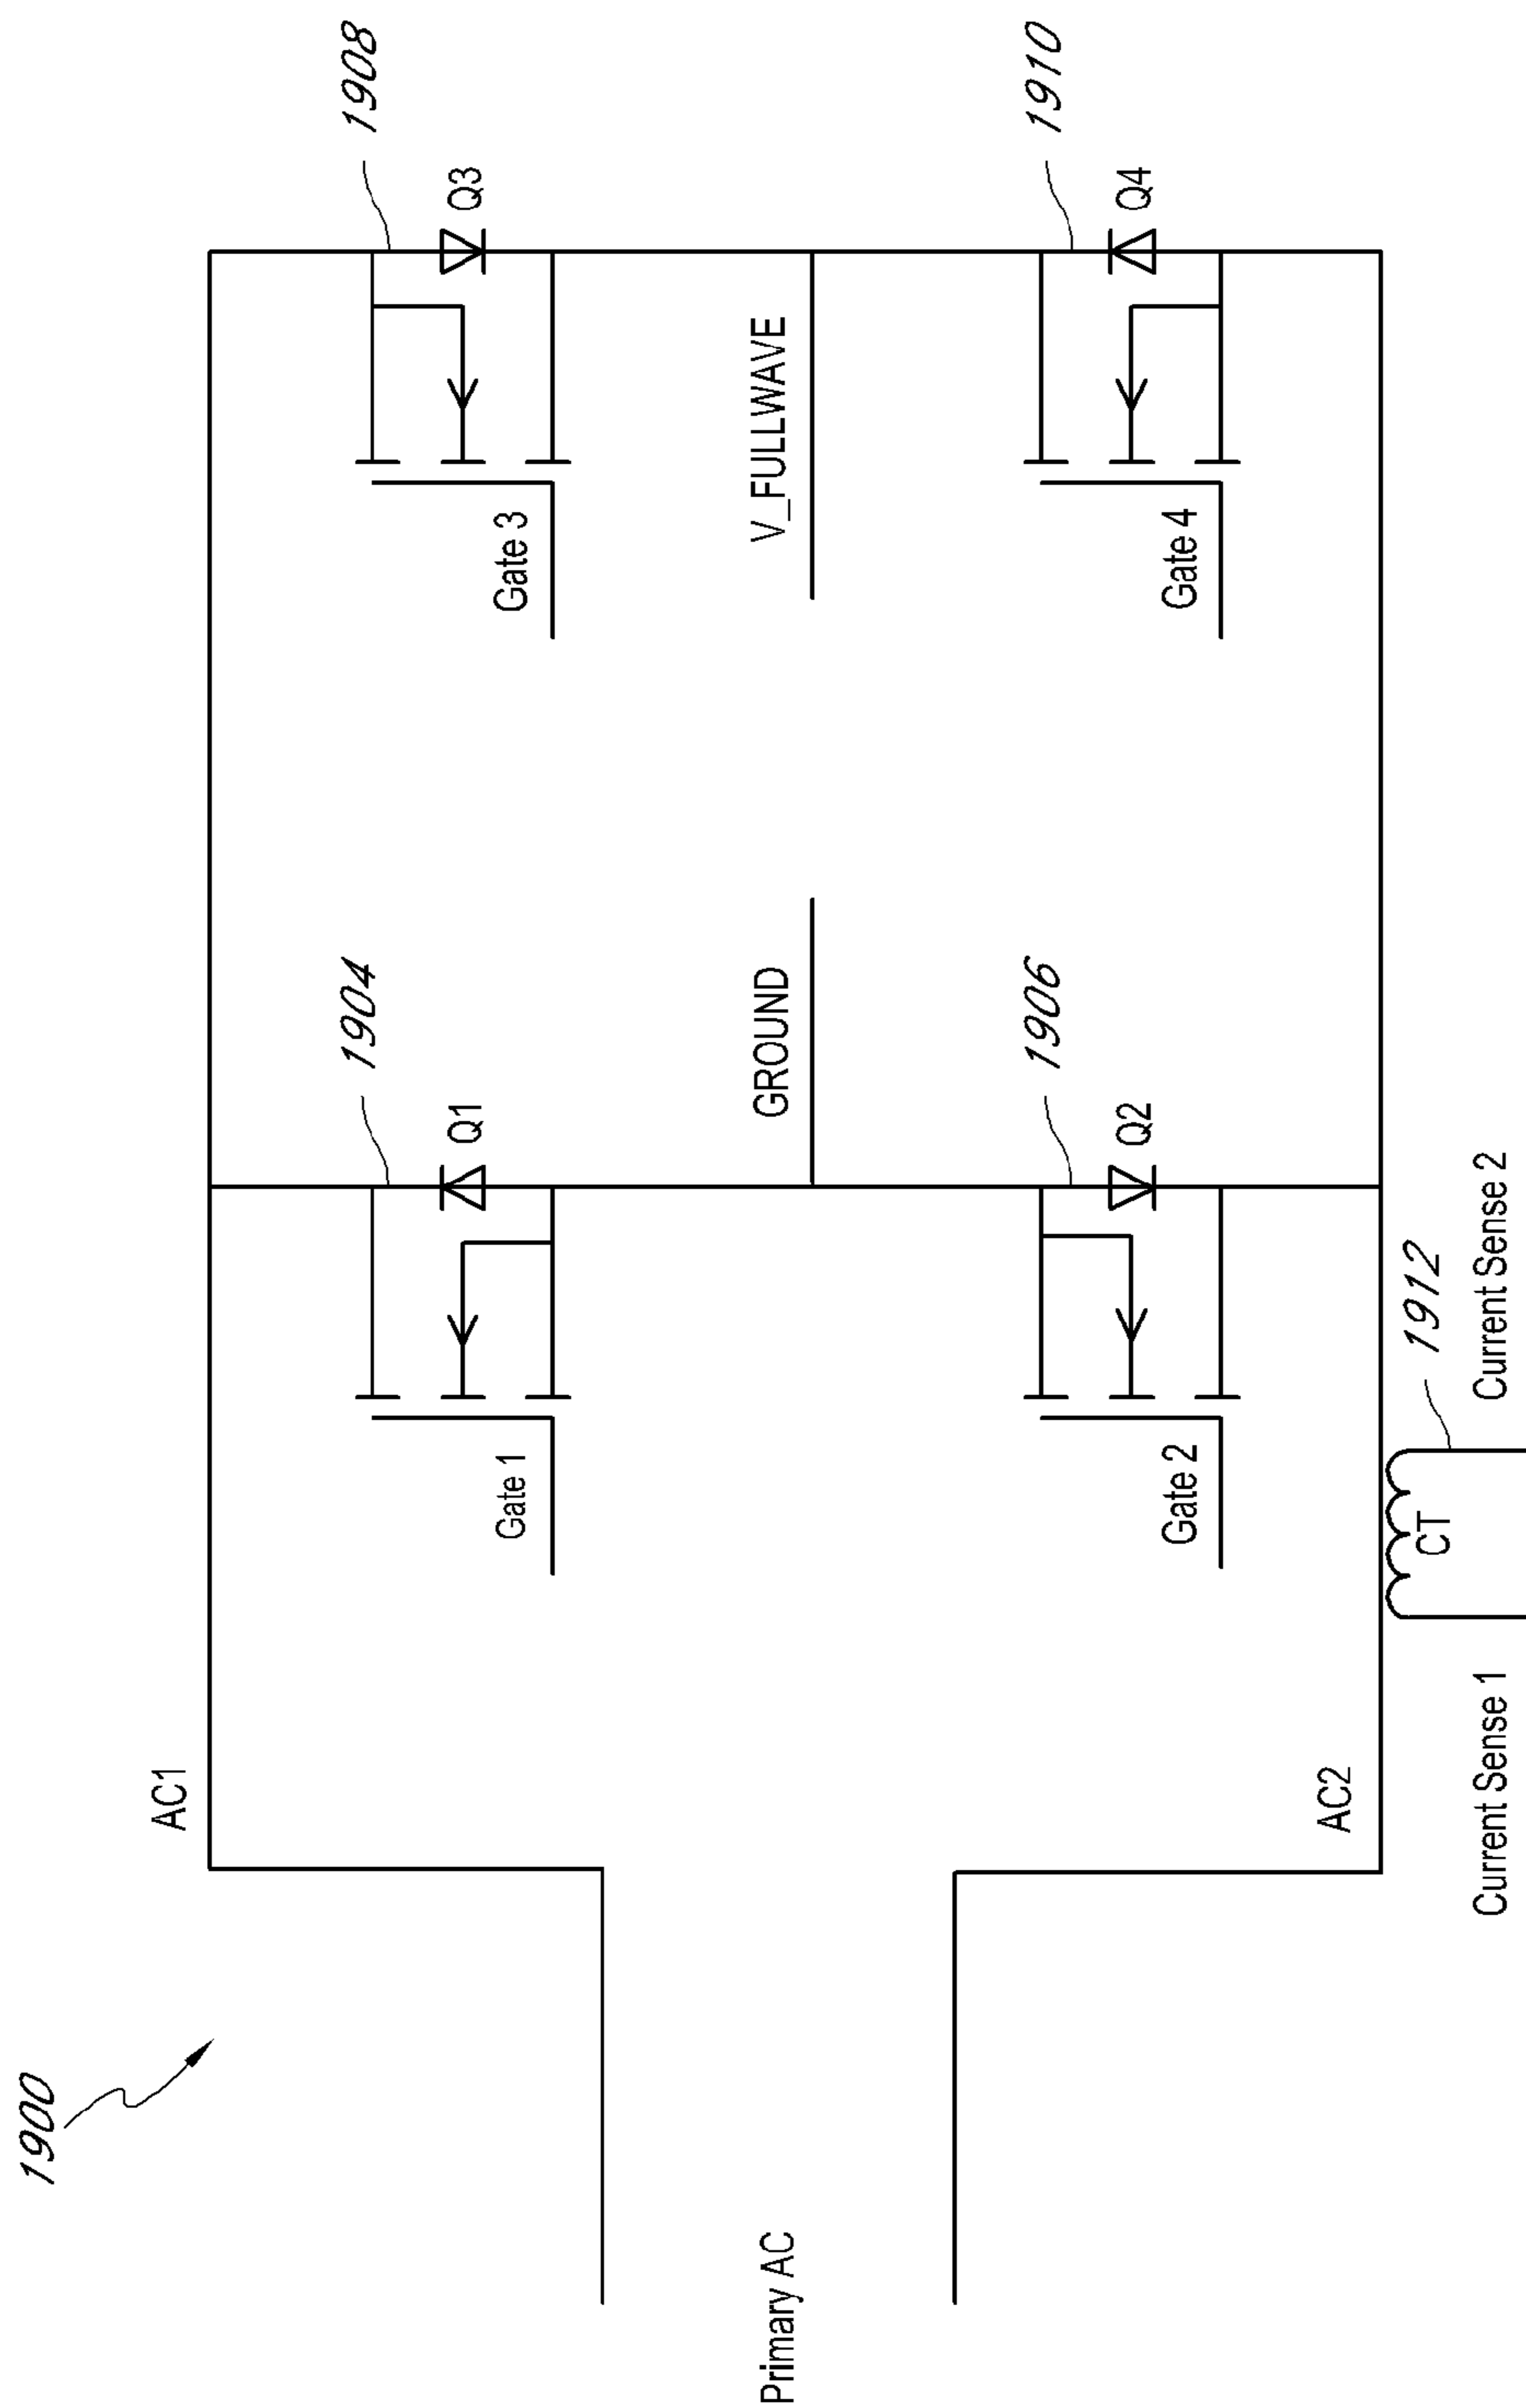 1900
Primary AC
AC1
AC2
1904
Q1
Gate 1
GROUND
1906
Q2
Gate 2
1908
Q3
Gate 3
V_FULLWAVE
1910
Q4
Gate 4
1912
CT
Current Sense 1
Current Sense 2